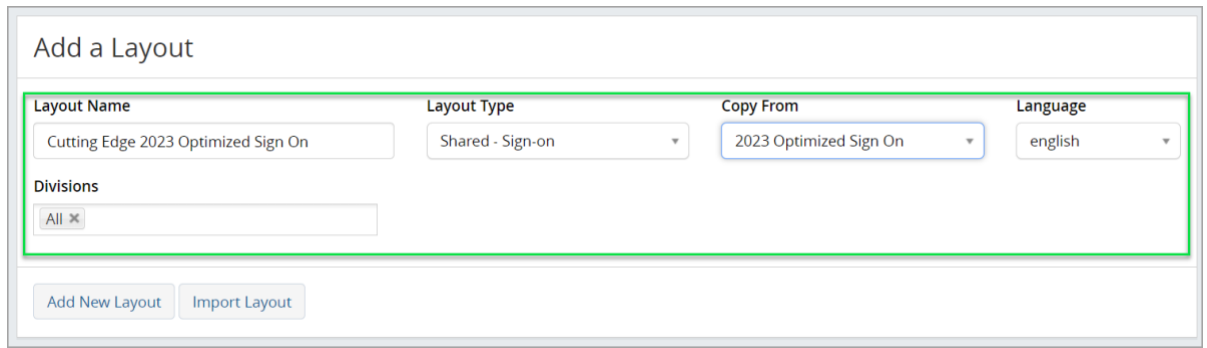 Add a Layout
Layout Name Layout Type Copy From Language
Cutting Edge 2023 Optimized Sign On Shared - Sign-on 2023 Optimized Sign On english
Divisions
All ×
Add New Layout Import Layout